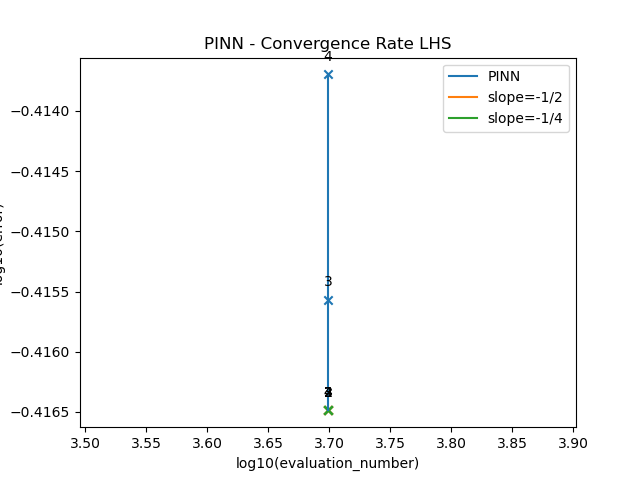 PINN - Convergence Rate LHS
4
PINN
slope=-1/2
slope=-1/4
−0.4140
−0.4145
−0.4150
−0.4155
−0.4160
−0.4165
3
3.50 3.55 3.60 3.65 3.70 3.75 3.80 3.85 3.90
log10(evaluation_number)